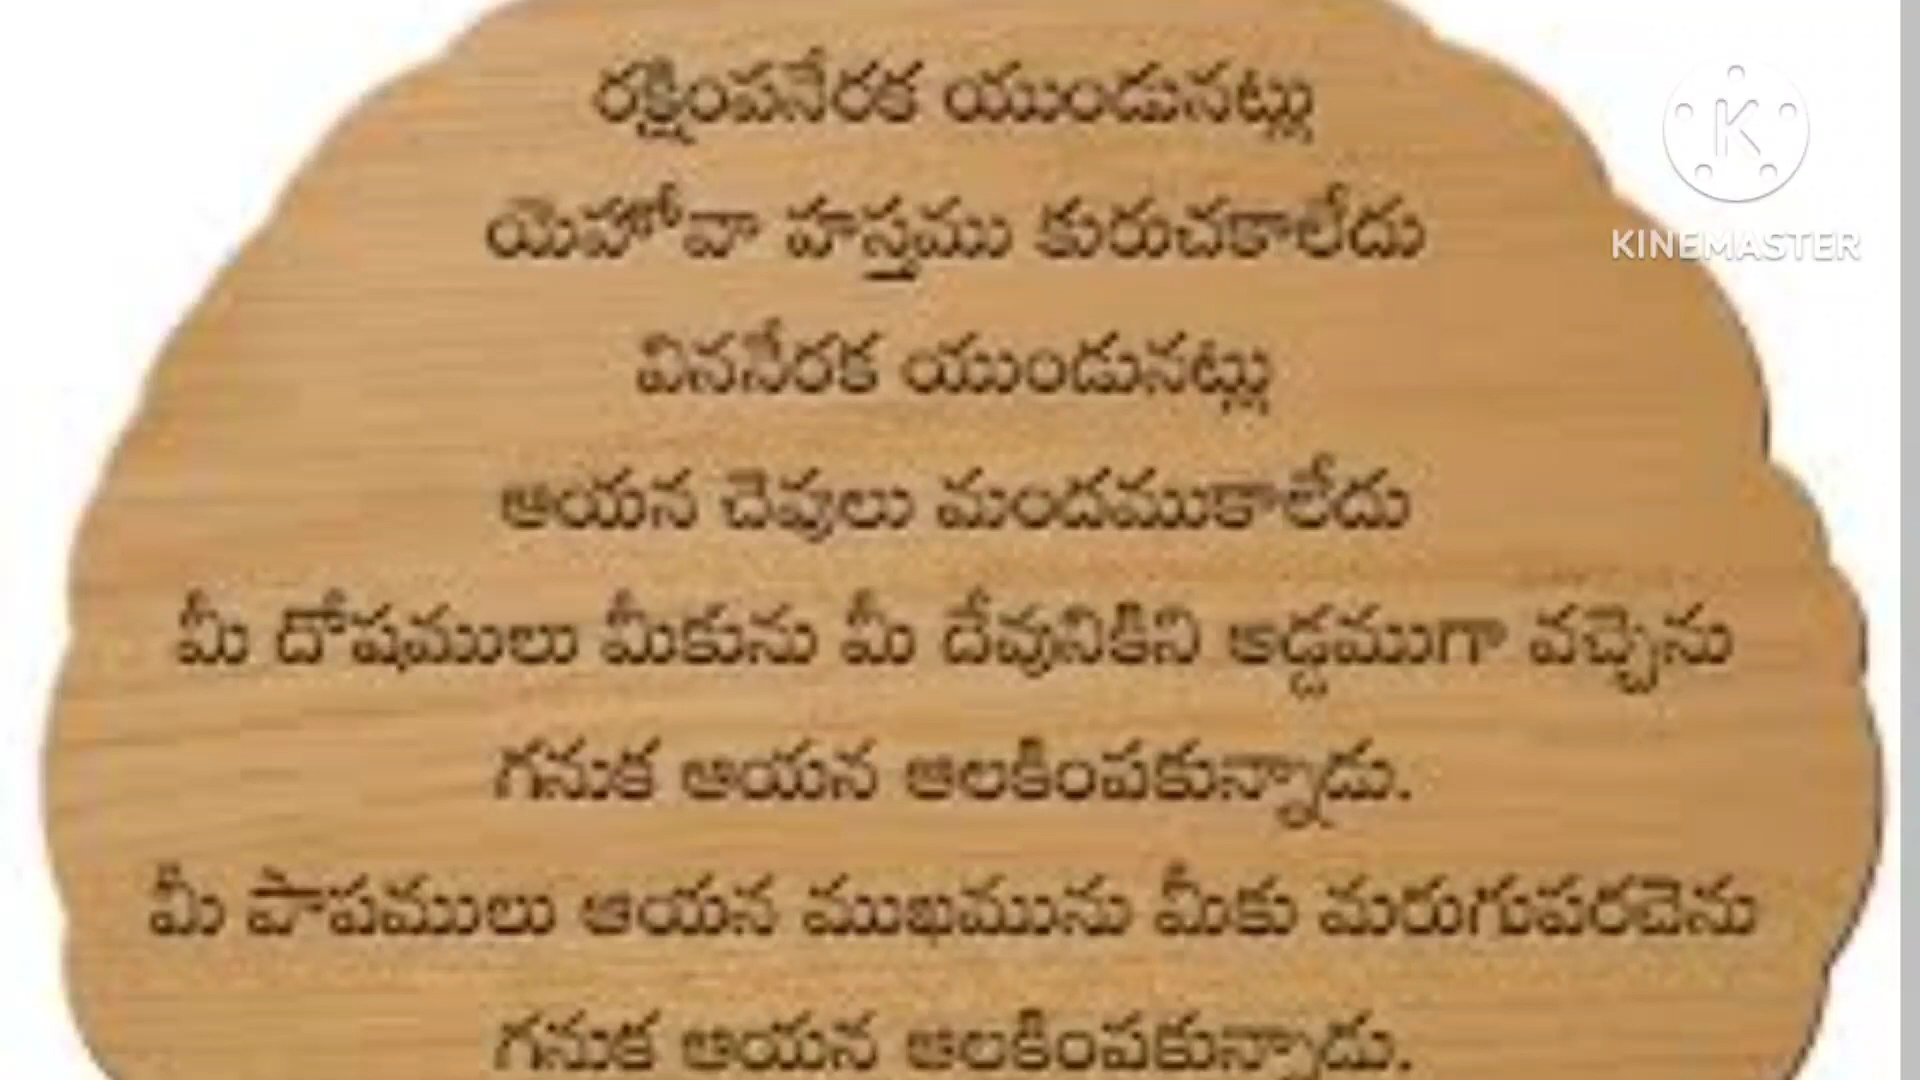 రక్షింపనేరక యుండునట్లు
యెహోవా హస్తము కురుచకాలేదు
విననేరక యుండునట్లు
ఆయన చెవులు మందముకాలేదు
మీ దోషములు మీకును మీ దేవునికిని అడ్డముగా వచ్చెను
గనుక ఆయన ఆలకింపకున్నాడు.
మీ పాపములు ఆయన ముఖమును మీకు మరుగుపరచెను
గనుక ఆయన ఆలకింపకున్నాడు.
KINEMASTER